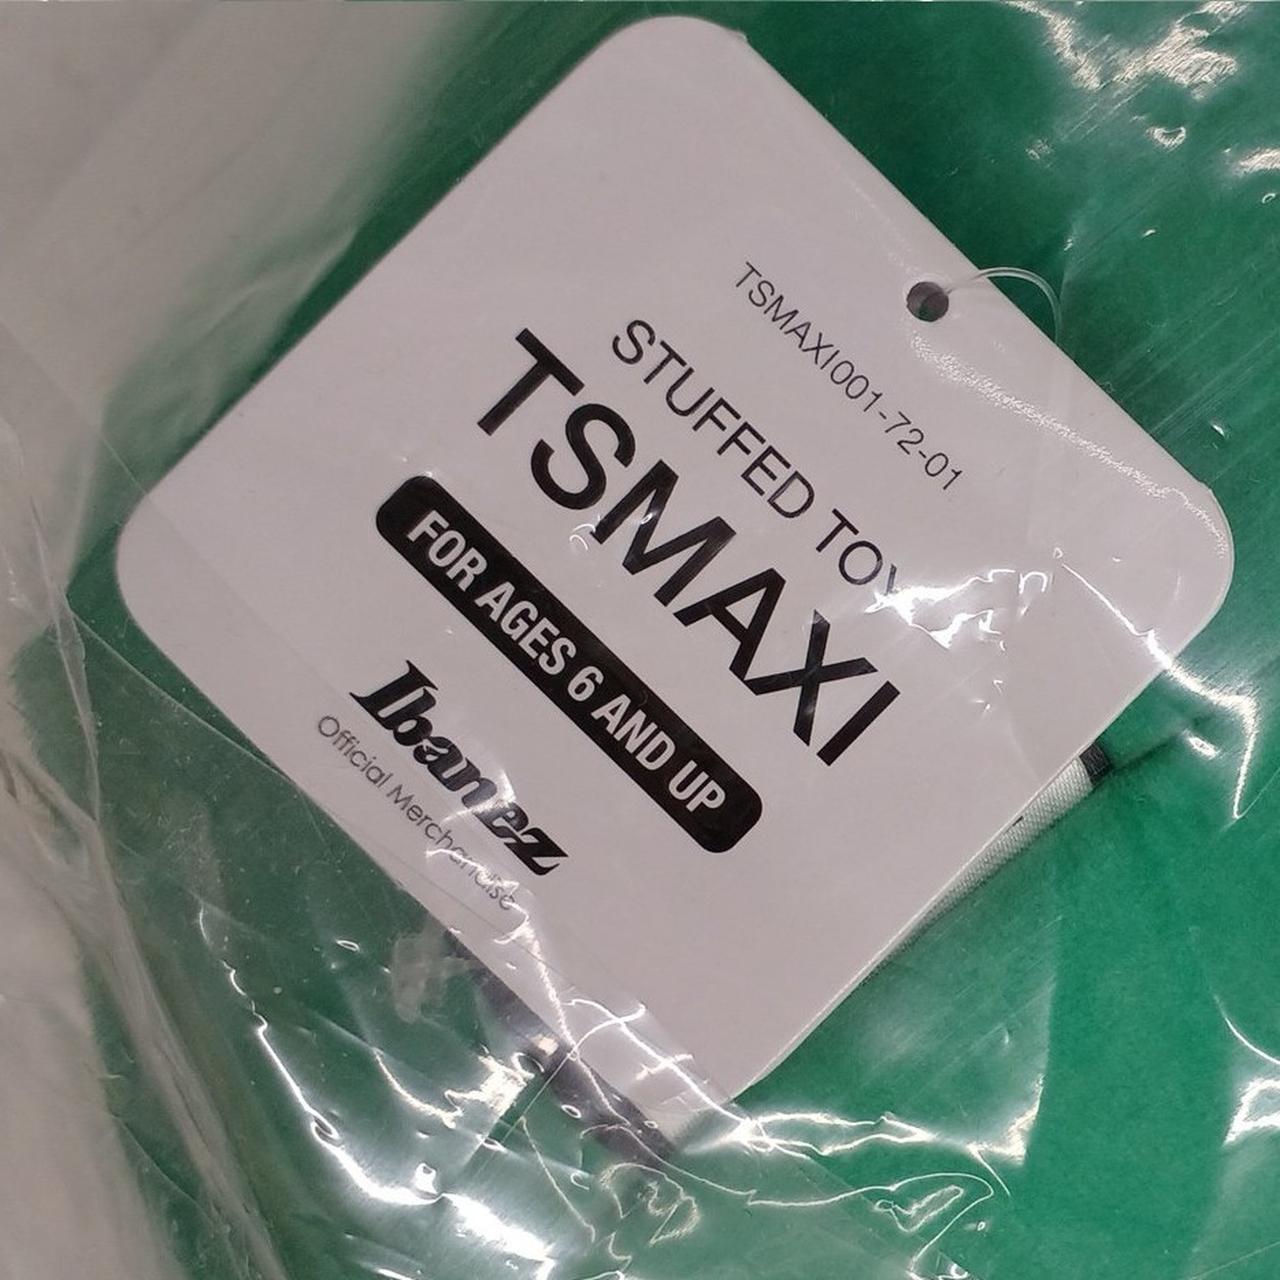 TSMAXI001-72-01
STUFFED TOY
TSMAXI
FOR AGES 6 AND UP
Ibanez
Official Merchandise